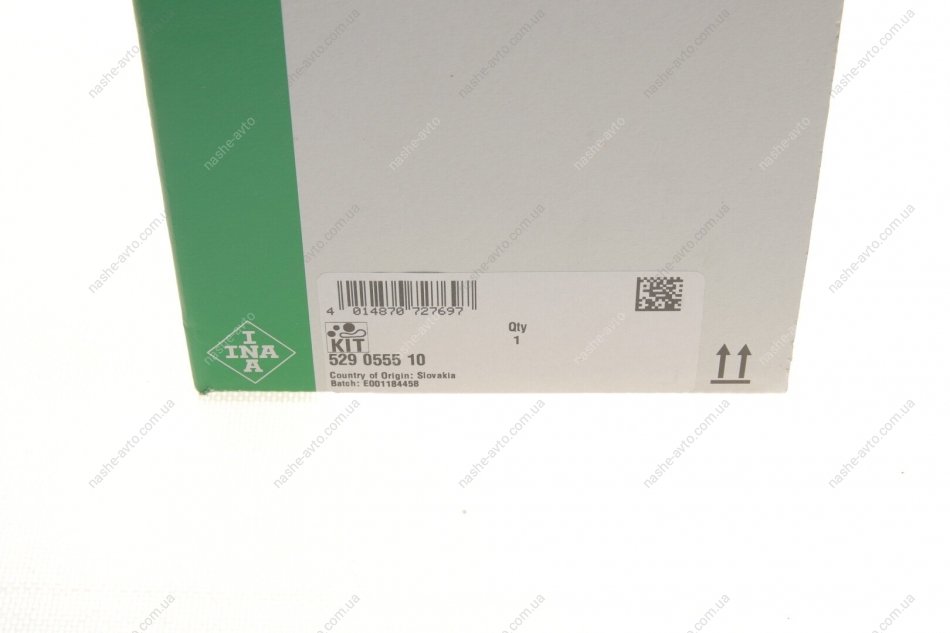 4 014870 727697
Qty
1
KIT
529 0555 10
Country of Origin: Slovakia
Batch: E001184458
INA
INA
nashe-avto.com.ua